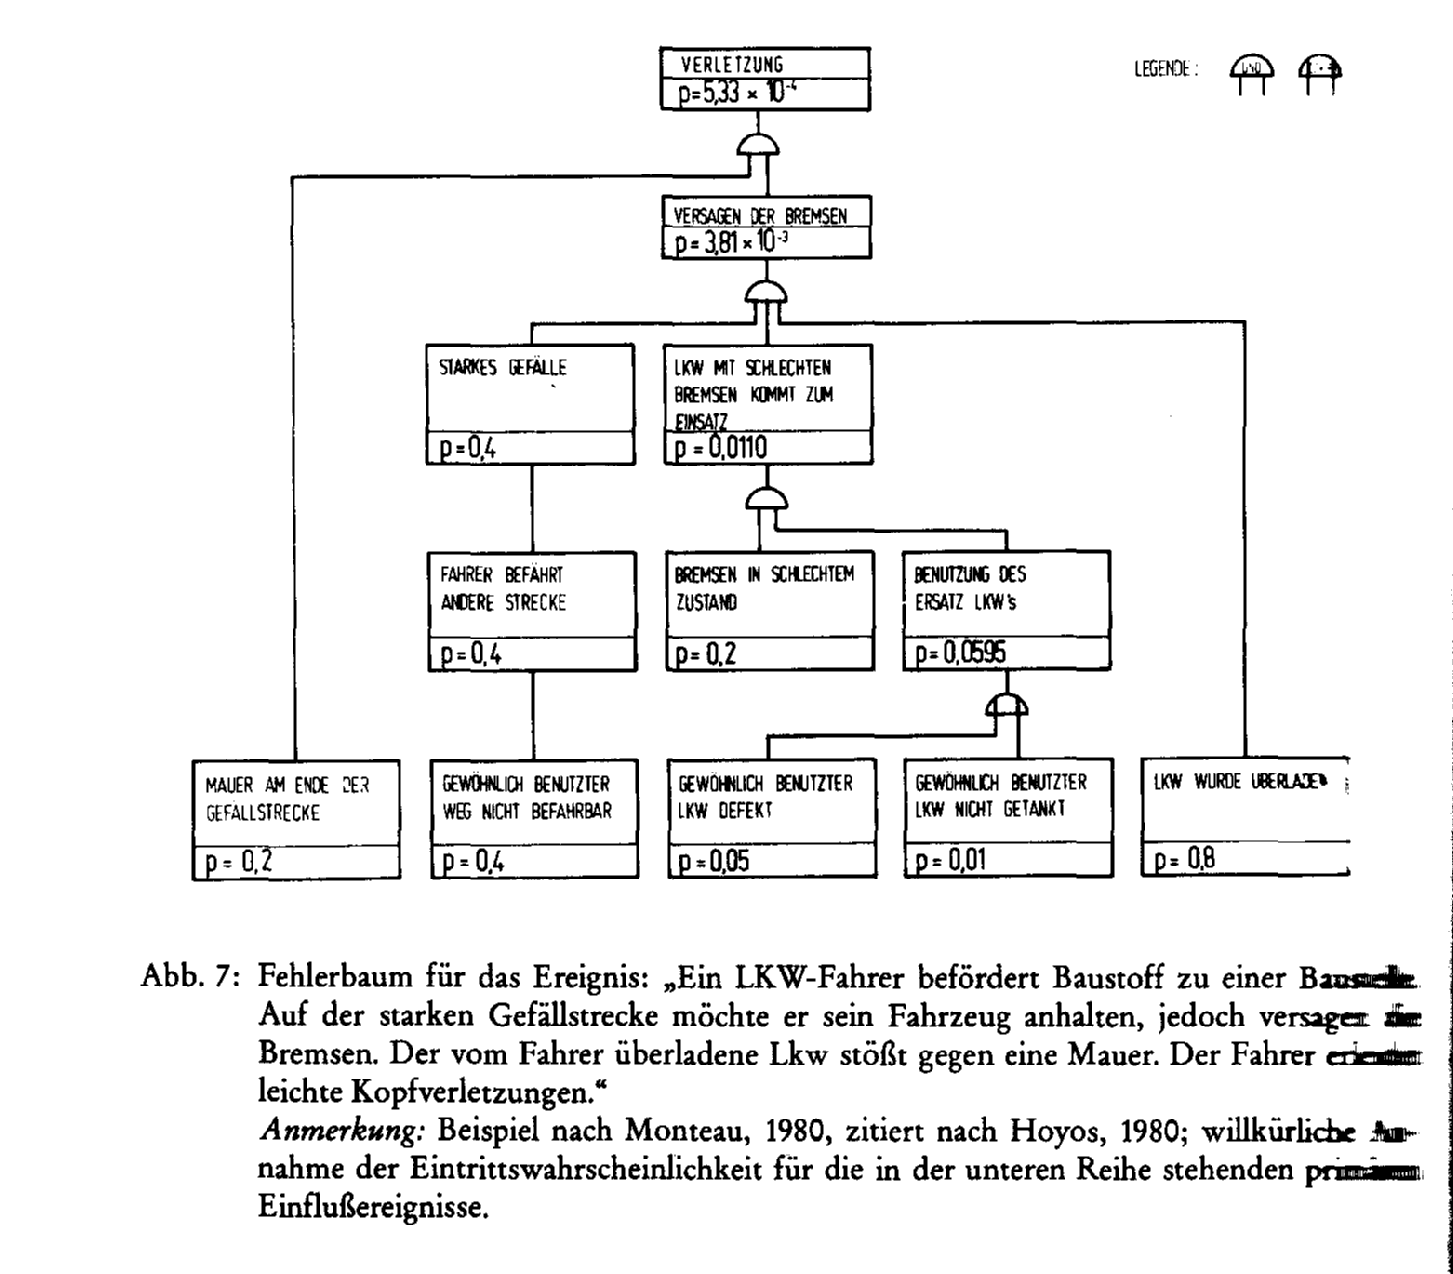 VERLETZUNG
p=5,33 × 10⁻⁴
LEGENDE :
VERSAGEN DER BREMSEN
p = 3,81 × 10⁻³
STARKES GEFÄLLE
p=0,4
LKW MIT SCHLECHTEN
BREMSEN KOMMT ZUM
EINSATZ
p = 0,0110
FAHRER BEFÄHRT
ANDERE STRECKE
p=0,4
BREMSEN IN SCHLECHTEM
ZUSTAND
p=0,2
BENUTZUNG DES
ERSATZ LKW's
p=0,0595
MAUER AM ENDE DER
GEFÄLLSTRECKE
p = 0,2
GEWÖHNLICH BENUTZTER
WEG NICHT BEFAHRBAR
p = 0,4
GEWÖHNLICH BENUTZTER
LKW DEFEKT
p=0,05
GEWÖHNLICH BENUTZTER
LKW NICHT GETANKT
p=0,01
LKW WURDE ÜBERLADEN
p= 0,8
Abb. 7: Fehlerbaum für das Ereignis: „Ein LKW-Fahrer befördert Baustoff zu einer
Auf der starken Gefällstrecke möchte er sein Fahrzeug anhalten, jedoch versagen
Bremsen. Der vom Fahrer überladene Lkw stößt gegen eine Mauer. Der Fahrer
leichte Kopfverletzungen.“
Anmerkung: Beispiel nach Monteau, 1980, zitiert nach Hoyos, 1980; willkürliche
nahme der Eintrittswahrscheinlichkeit für die in der unteren Reihe stehenden
Einflußereignisse.